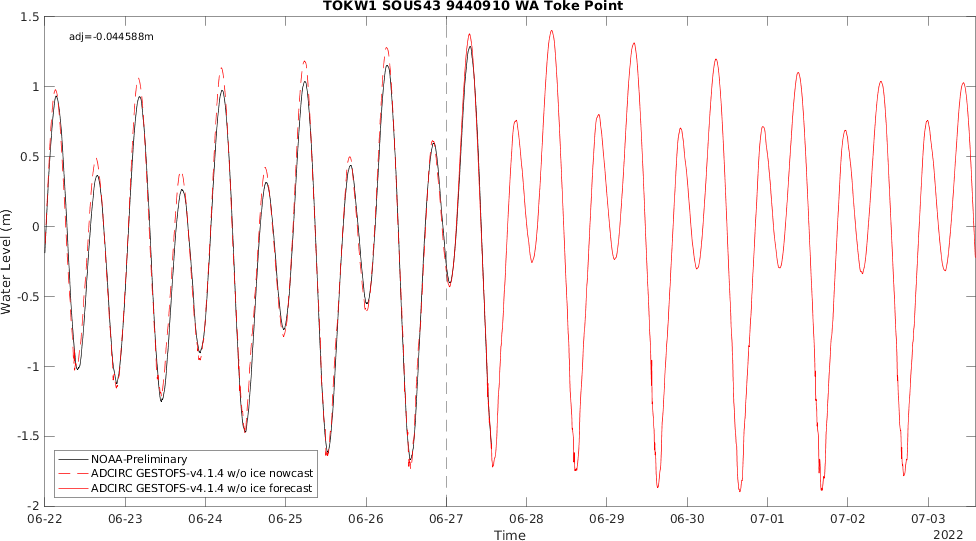 TOKW1 SOUS43 9440910 WA Toke Point
adj=-0.044588m
1.5
1
0.5
0
-0.5
-1
-1.5
-2
Water Level (m)
NOAA-Preliminary
ADCIRC GESTOFS-v4.1.4 w/o ice nowcast
ADCIRC GESTOFS-v4.1.4 w/o ice forecast
06-22 06-23 06-24 06-25 06-26 06-27 06-28 06-29 06-30 07-01 07-02 07-03
Time
2022